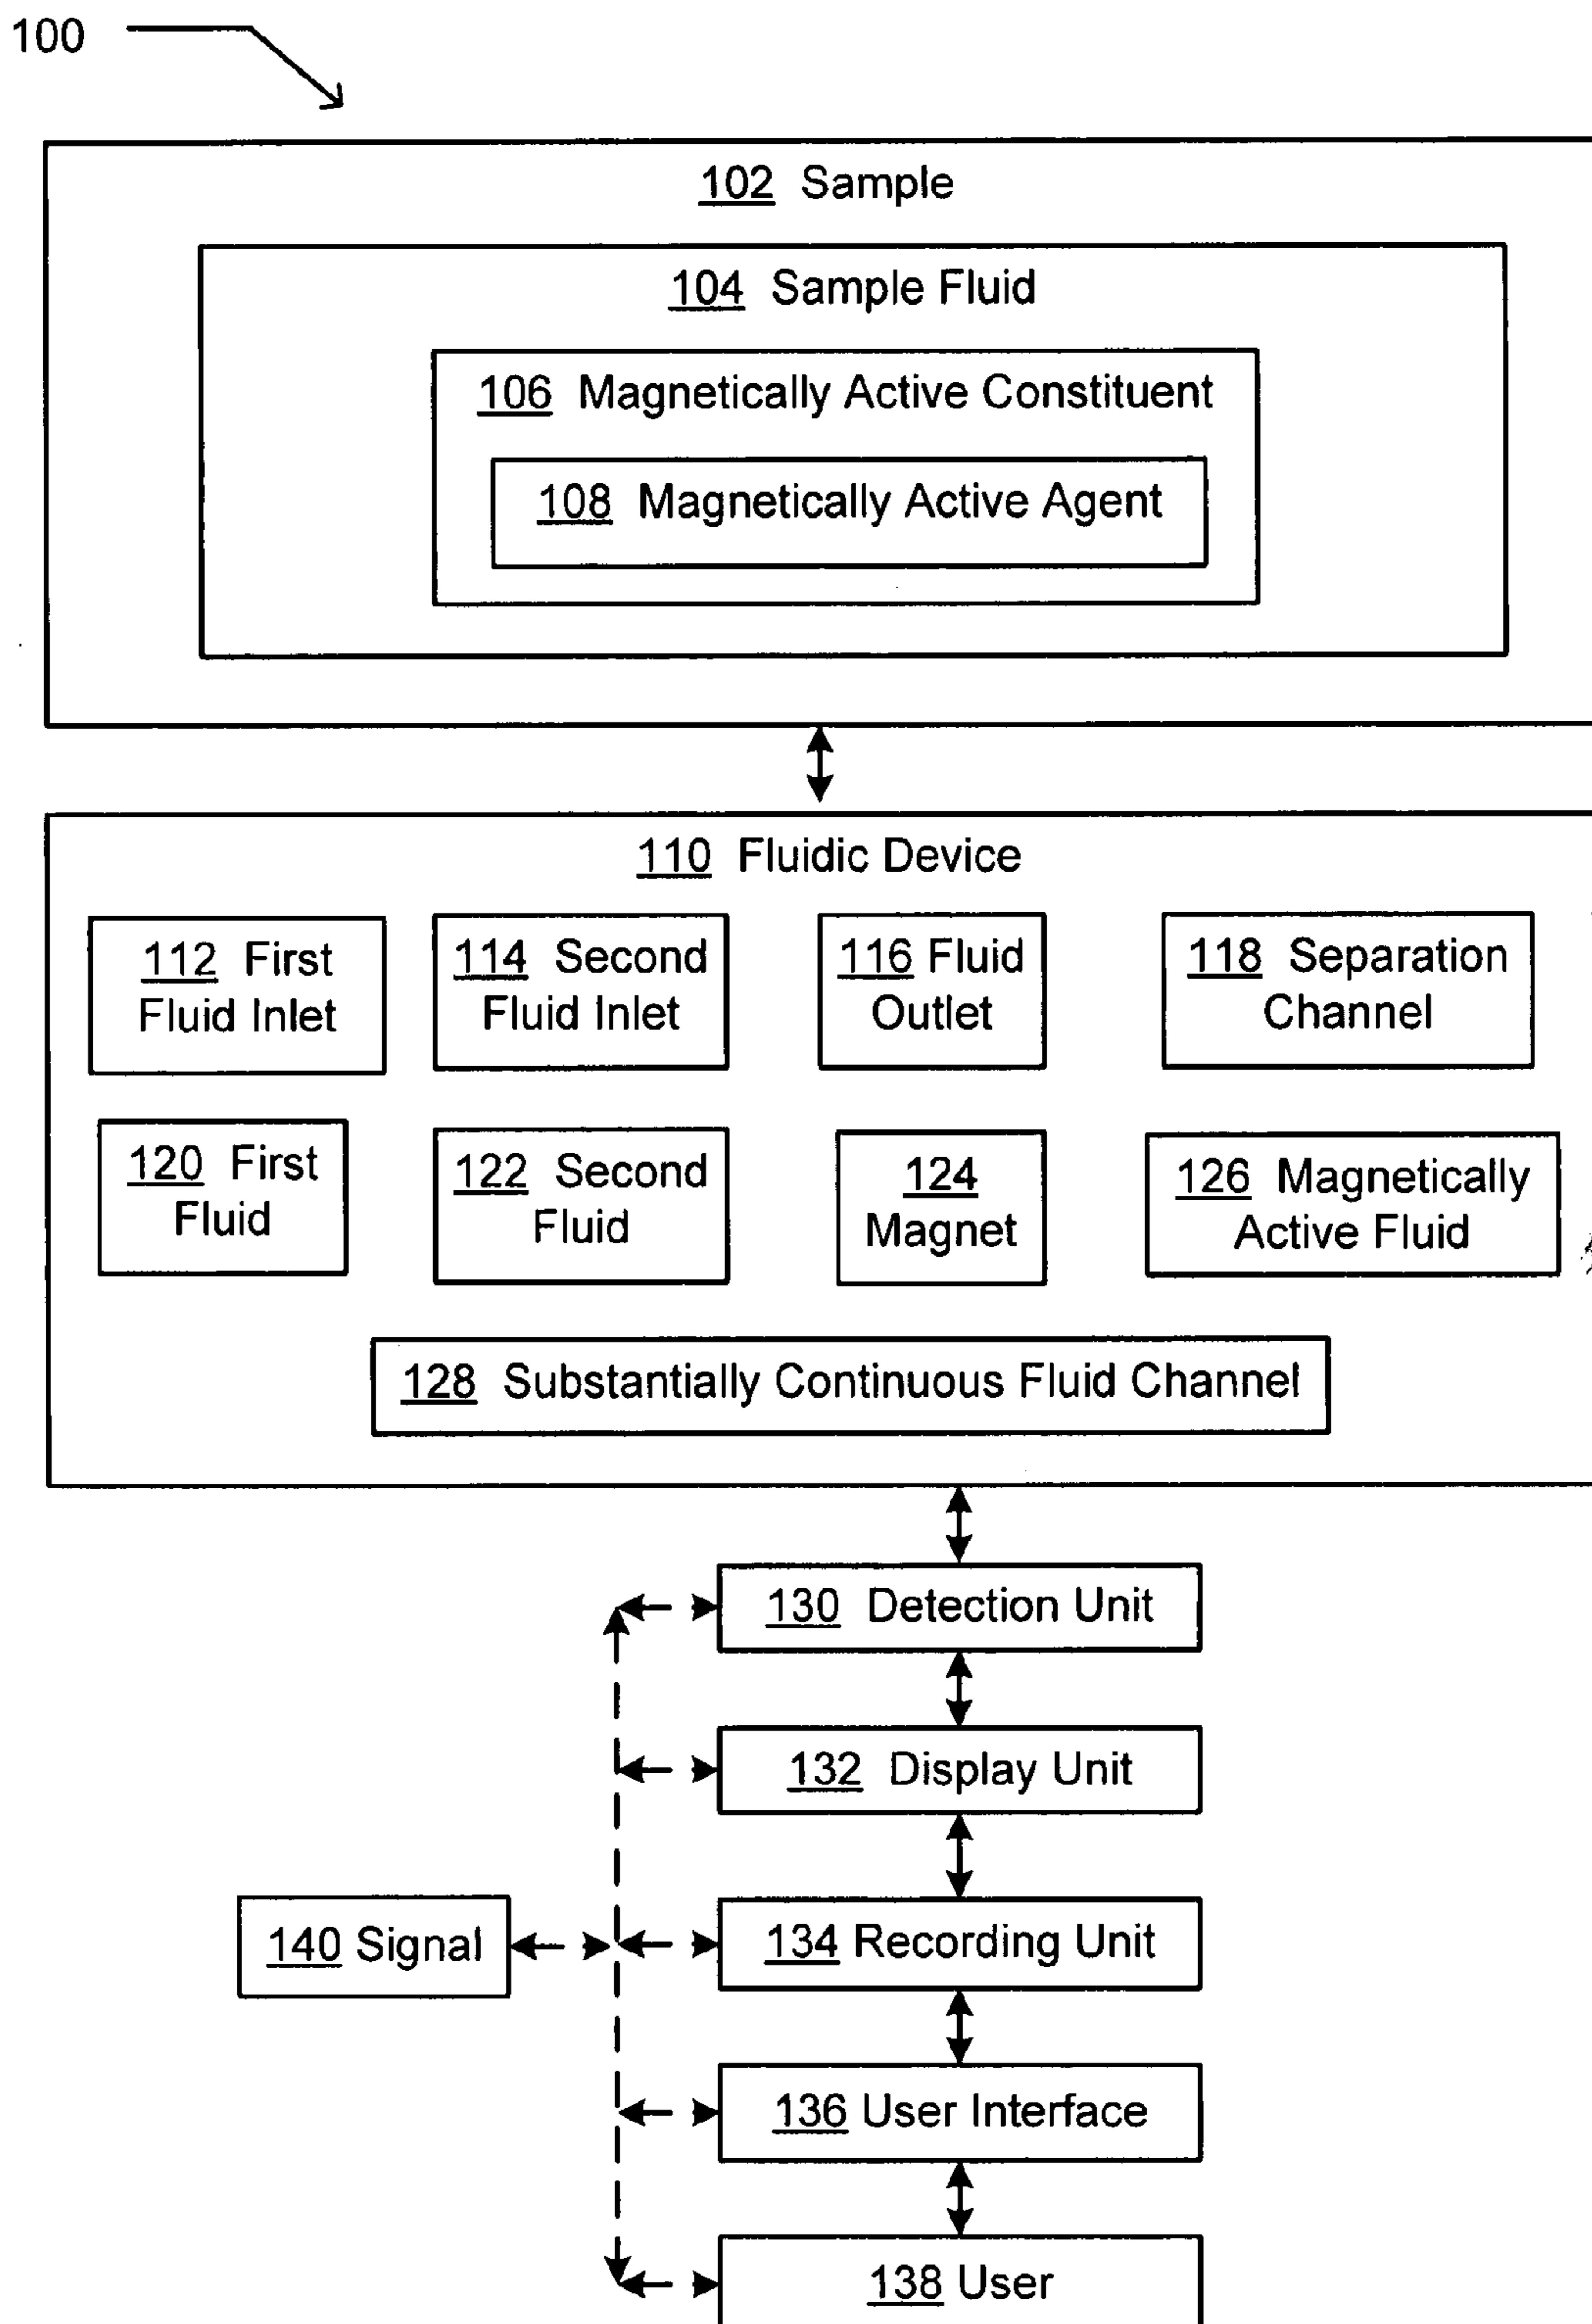 100
102 Sample
104 Sample Fluid
106 Magnetically Active Constituent
108 Magnetically Active Agent
110 Fluidic Device
112 First
Fluid Inlet
114 Second
Fluid Inlet
116 Fluid
Outlet
118 Separation
Channel
120 First
Fluid
122 Second
Fluid
124
Magnet
126 Magnetically
Active Fluid
128 Substantially Continuous Fluid Channel
130 Detection Unit
132 Display Unit
140 Signal
134 Recording Unit
136 User Interface
138 User